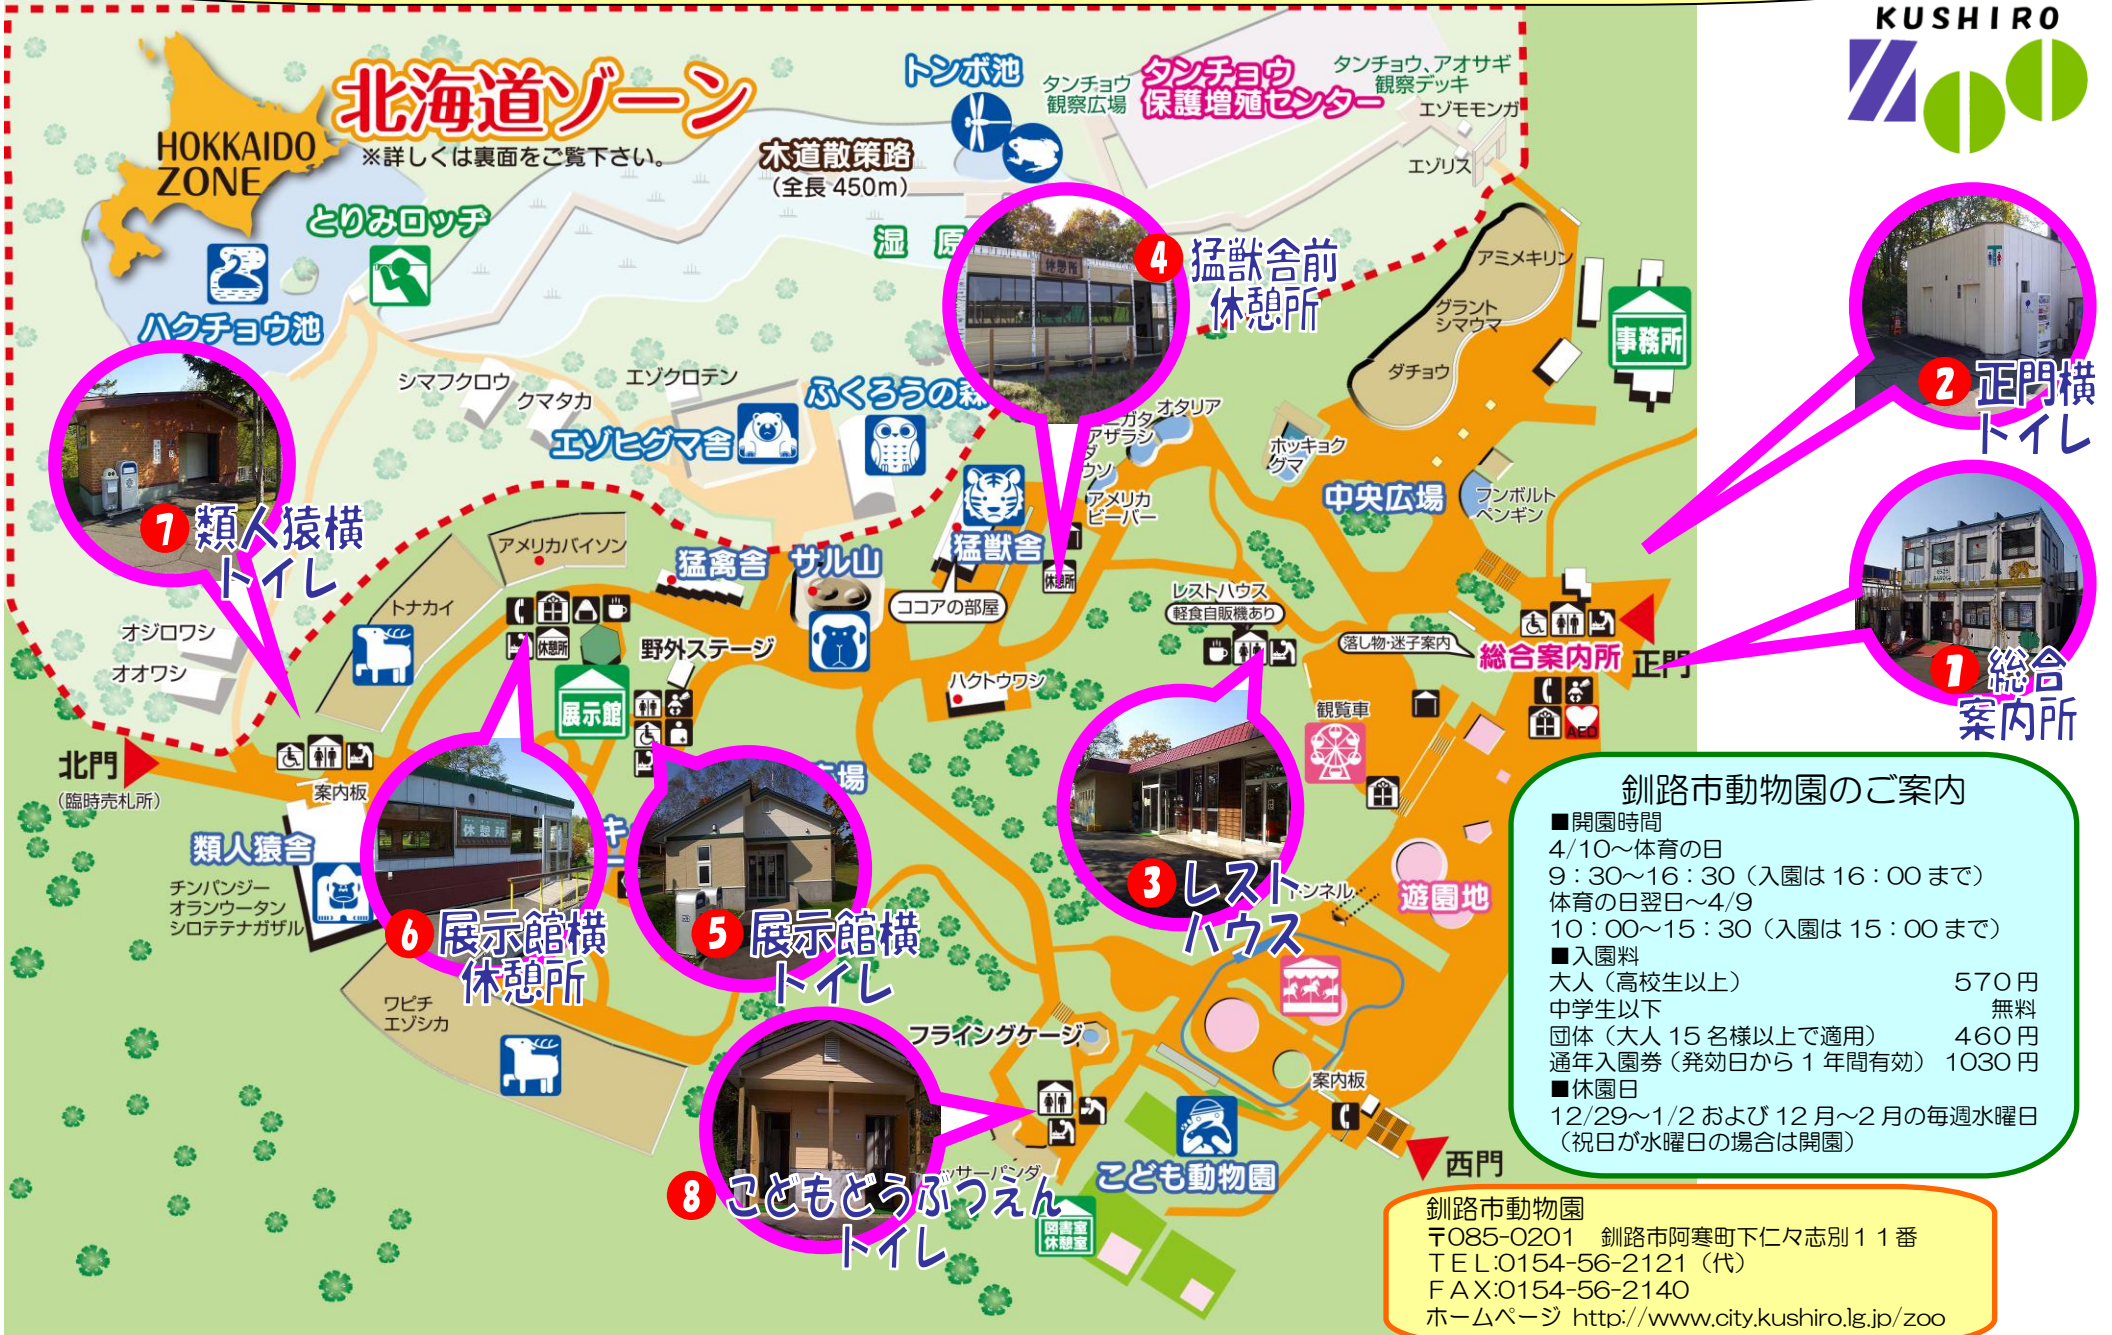 KUSHIRO
ZOO
北海道ゾーン
HOKKAIDO
ZONE
※詳しくは裏面をご覧下さい。
トンボ池
タンチョウ
観察広場
タンチョウ
保護増殖センター
タンチョウ、アオサギ
観察デッキ
エゾモモンガ
エゾリス
木道散策路
(全長 450m)
とりみロッヂ
湿 原
ハクチョウ池
休憩所
4 猛獣舎前
休憩所
アミメキリン
グラント
シマウマ
ダチョウ
事務所
2 正門横
トイレ
シマフクロウ
クマタカ
エゾクロテン
ふくろうの森
エゾヒグマ舎
オタリア
アザラシ
アメリカ
ビーバー
ホッキョク
グマ
中央広場
フンボルト
ペンギン
7 類人猿横
トイレ
アメリカバイソン
トナカイ
猛禽舎
サル山
猛獣舎
ココアの部屋
休憩所
レストハウス
軽食自販機あり
落し物・迷子案内
総合案内所
正門
1 総合
案内所
オジロワシ
オオワシ
休憩所
野外ステージ
展示館
ハクトウワシ
観覧車
AED
北門
(臨時売札所)
案内板
類人猿舎
チンパンジー
オランウータン
シロテテナガザル
休憩所
広場
6 展示館横
休憩所
5 展示館横
トイレ
3 レスト
ハウス
トンネル
遊園地
ワピチ
エゾシカ
フライングケージ
案内板
西門
こども動物園
8 こどもどうぶつえん
トイレ
図書室
休憩室
釧路市動物園のご案内
■開園時間
4/10～体育の日
9：30～16：30（入園は 16：00 まで）
体育の日翌日～4/9
10：00～15：30（入園は 15：00 まで）
■入園料
大人（高校生以上） 570円
中学生以下 無料
団体（大人 15 名様以上で適用） 460円
通年入園券（発効日から 1 年間有効） 1030円
■休園日
12/29～1/2 および 12 月～2 月の毎週水曜日
（祝日が水曜日の場合は開園）
釧路市動物園
〒085-0201 釧路市阿寒町下仁々志別１１番
ＴＥＬ:0154-56-2121（代）
ＦＡＸ:0154-56-2140
ホームページ http://www.city.kushiro.lg.jp/zoo